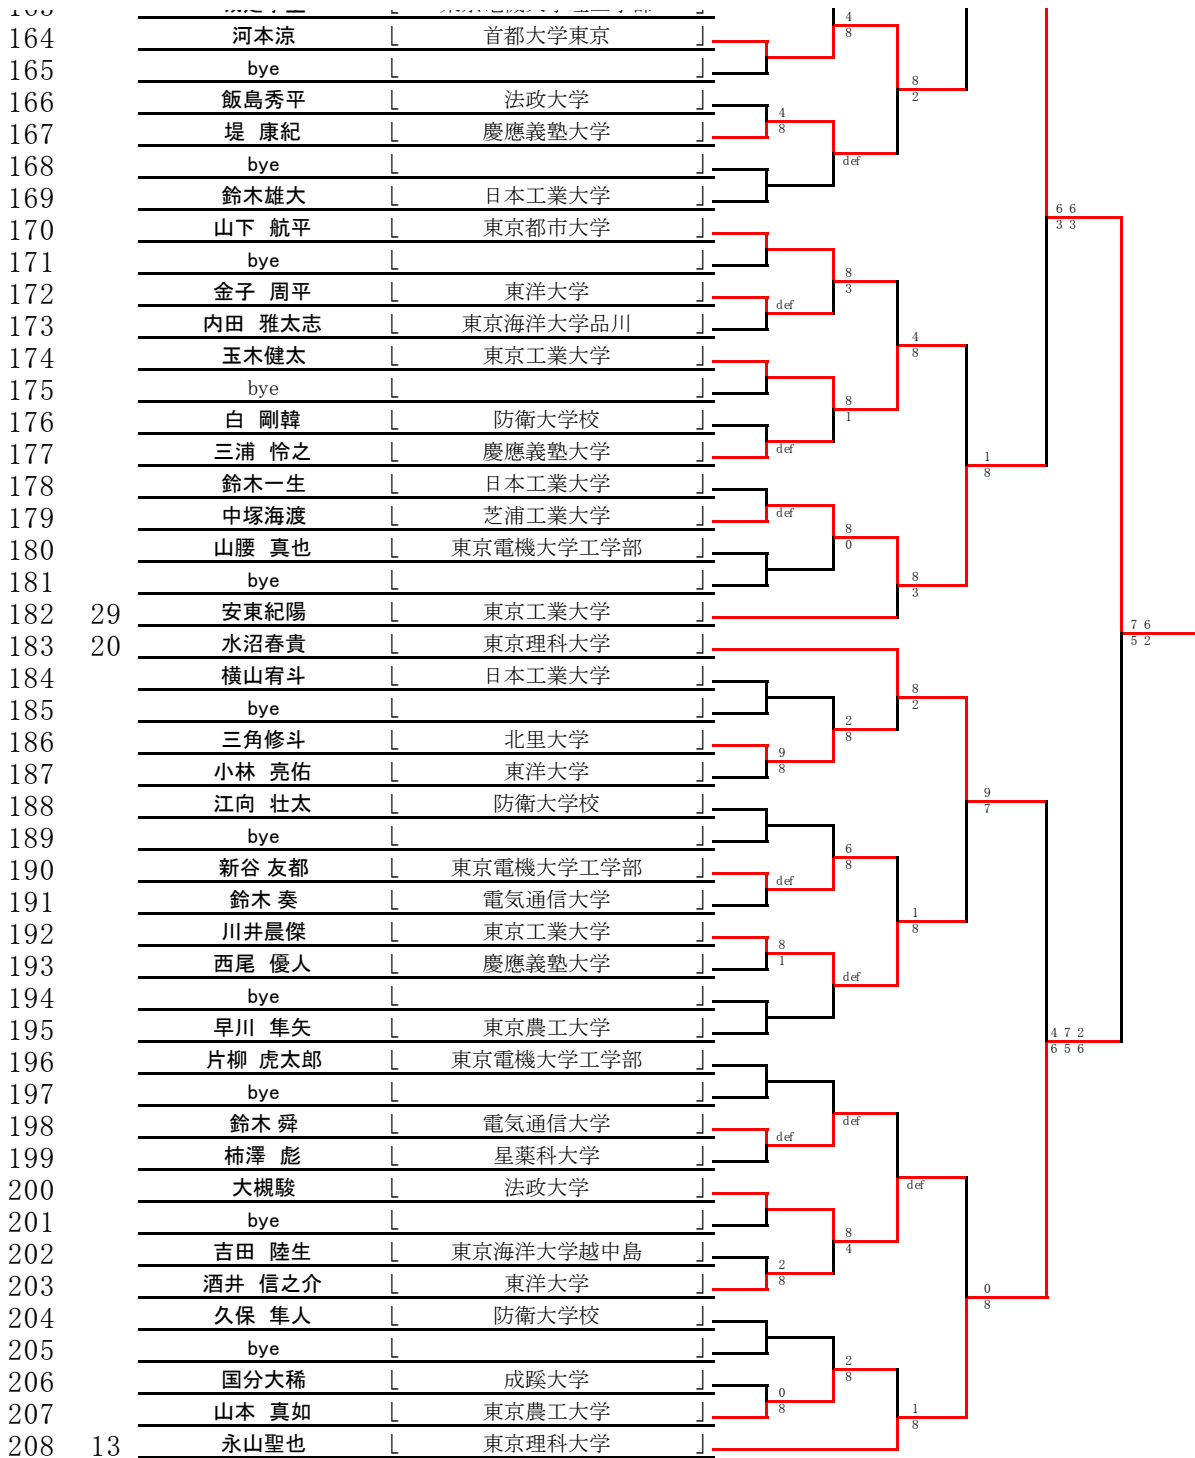 164 河本涼 [ 首都大学東京 ]
165 bye [ ]
166 飯島秀平 [ 法政大学 ]
167 堤 康紀 [ 慶應義塾大学 ]
168 bye [ ]
169 鈴木雄大 [ 日本工業大学 ]
170 山下 航平 [ 東京都市大学 ]
171 bye [ ]
172 金子 周平 [ 東洋大学 ]
173 内田 雅太志 [ 東京海洋大学品川 ]
174 玉木健太 [ 東京工業大学 ]
175 bye [ ]
176 白 剛韓 [ 防衛大学校 ]
177 三浦 怜之 [ 慶應義塾大学 ]
178 鈴木一生 [ 日本工業大学 ]
179 中塚海渡 [ 芝浦工業大学 ]
180 山腰 真也 [ 東京電機大学工学部 ]
181 bye [ ]
182 29 安東紀陽 [ 東京工業大学 ]
183 20 水沼春貴 [ 東京理科大学 ]
184 横山宥斗 [ 日本工業大学 ]
185 bye [ ]
186 三角修斗 [ 北里大学 ]
187 小林 亮佑 [ 東洋大学 ]
188 江向 壮太 [ 防衛大学校 ]
189 bye [ ]
190 新谷 友都 [ 東京電機大学工学部 ]
191 鈴木 奏 [ 電気通信大学 ]
192 川井晨傑 [ 東京工業大学 ]
193 西尾 優人 [ 慶應義塾大学 ]
194 bye [ ]
195 早川 隼矢 [ 東京農工大学 ]
196 片柳 虎太郎 [ 東京電機大学工学部 ]
197 bye [ ]
198 鈴木 舜 [ 電気通信大学 ]
199 柿澤 彪 [ 星薬科大学 ]
200 大槻駿 [ 法政大学 ]
201 bye [ ]
202 吉田 陸生 [ 東京海洋大学越中島 ]
203 酒井 信之介 [ 東洋大学 ]
204 久保 隼人 [ 防衛大学校 ]
205 bye [ ]
206 国分大稀 [ 成蹊大学 ]
207 山本 真如 [ 東京農工大学 ]
208 13 永山聖也 [ 東京理科大学 ]
4
8
def
8
3
def
8
1
def
def
8
0
2
8
9
8
6
8
def
8
1
def
def
8
4
2
8
2
8
0
8
4
8
def
8
2
4
8
8
3
8
2
1
8
def
def
1
8
1
8
9
7
0
8
6 6
3 3
4 7 2
6 5 6
7 6
5 2